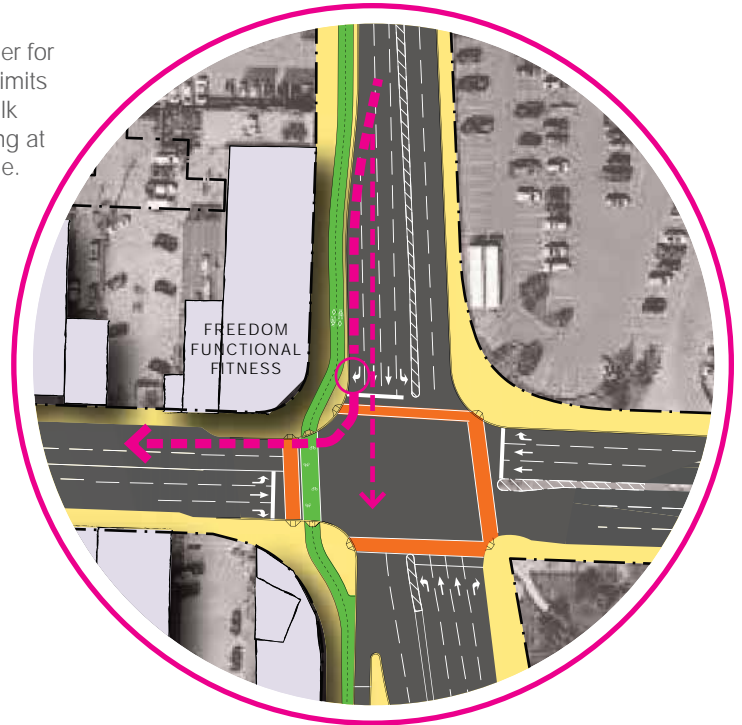 er for
imits
lk
ng at
e.
FREEDOM
FUNCTIONAL
FITNESS